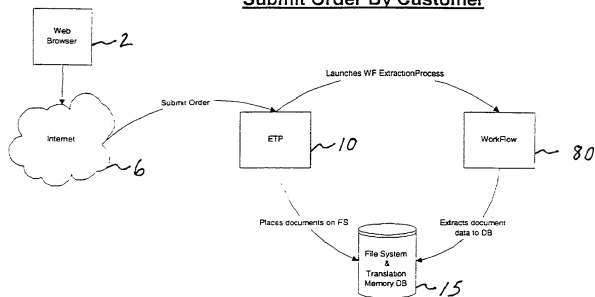 Submit Order By Customer
Web
Browser
2
Launches WF ExtractionProcess
Submit Order
Internet
6
ETP
10
WorkFlow
80
Places documents on FS
Extracts document
data to DB
File System
&
Translation
Memory DB
15